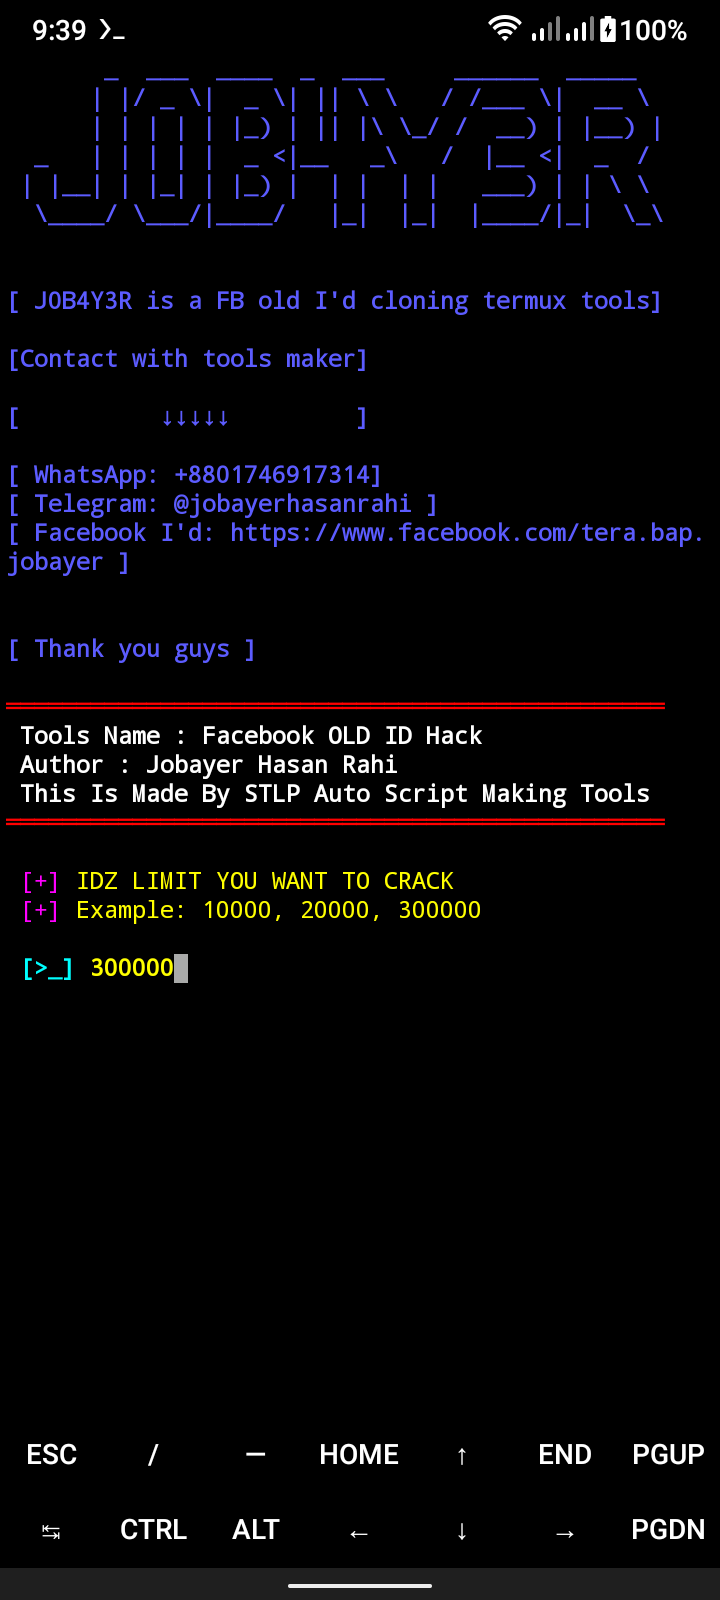 9:39 >_ 100%
[ J0B4Y3R is a FB old I'd cloning termux tools]
[Contact with tools maker]
[ ↓↓↓↓↓ ]
[ WhatsApp: +8801746917314]
[ Telegram: @jobayerhasanrahi ]
[ Facebook I'd: https://www.facebook.com/tera.bap.
jobayer ]
[ Thank you guys ]
Tools Name : Facebook OLD ID Hack
Author : Jobayer Hasan Rahi
This Is Made By STLP Auto Script Making Tools
[+] IDZ LIMIT YOU WANT TO CRACK
[+] Example: 10000, 20000, 300000
[>_] 300000
ESC / — HOME ↑ END PGUP
↹ CTRL ALT ← ↓ → PGDN